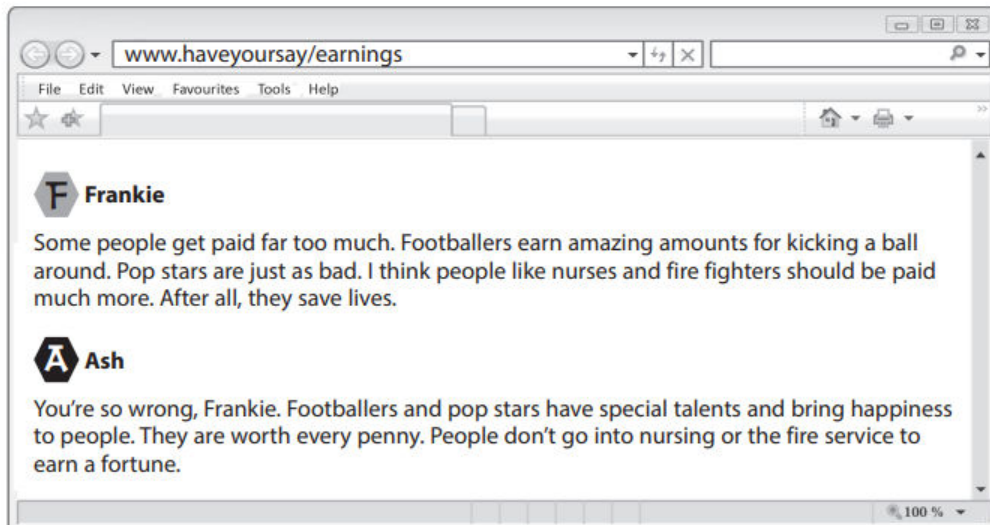 www.haveyoursay/earnings
File Edit View Favourites Tools Help
F Frankie
Some people get paid far too much. Footballers earn amazing amounts for kicking a ball
around. Pop stars are just as bad. I think people like nurses and fire fighters should be paid
much more. After all, they save lives.
A Ash
You’re so wrong, Frankie. Footballers and pop stars have special talents and bring happiness
to people. They are worth every penny. People don’t go into nursing or the fire service to
earn a fortune.
100 %